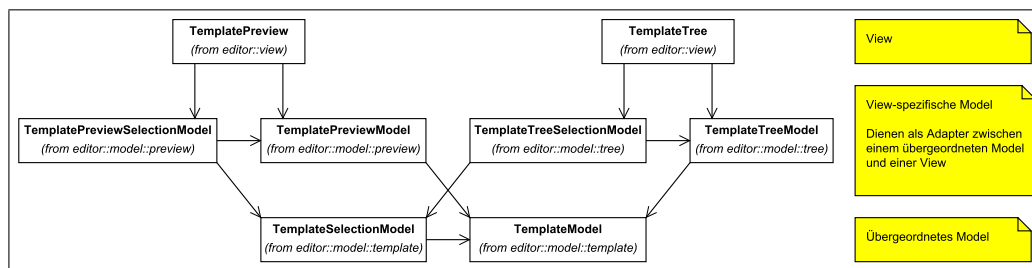 TemplatePreview
(from editor::view)
TemplateTree
(from editor::view)
View
TemplatePreviewSelectionModel
(from editor::model::preview)
TemplatePreviewModel
(from editor::model::preview)
TemplateTreeSelectionModel
(from editor::model::tree)
TemplateTreeModel
(from editor::model::tree)
View-spezifische Model
Dienen als Adapter zwischen
einem übergeordneten Model
und einer View
TemplateSelectionModel
(from editor::model::template)
TemplateModel
(from editor::model::template)
Übergeordnetes Model